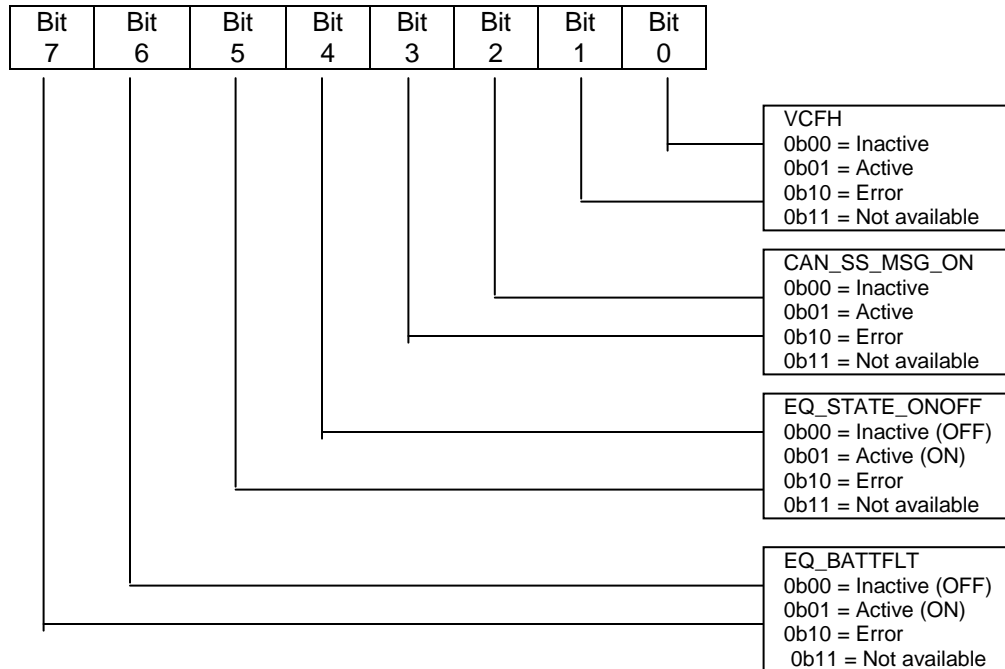 Bit Bit Bit Bit Bit Bit Bit Bit
7 6 5 4 3 2 1 0
VCFH
0b00 = Inactive
0b01 = Active
0b10 = Error
0b11 = Not available
CAN_SS_MSG_ON
0b00 = Inactive
0b01 = Active
0b10 = Error
0b11 = Not available
EQ_STATE_ONOFF
0b00 = Inactive (OFF)
0b01 = Active (ON)
0b10 = Error
0b11 = Not available
EQ_BATTFLT
0b00 = Inactive (OFF)
0b01 = Active (ON)
0b10 = Error
0b11 = Not available